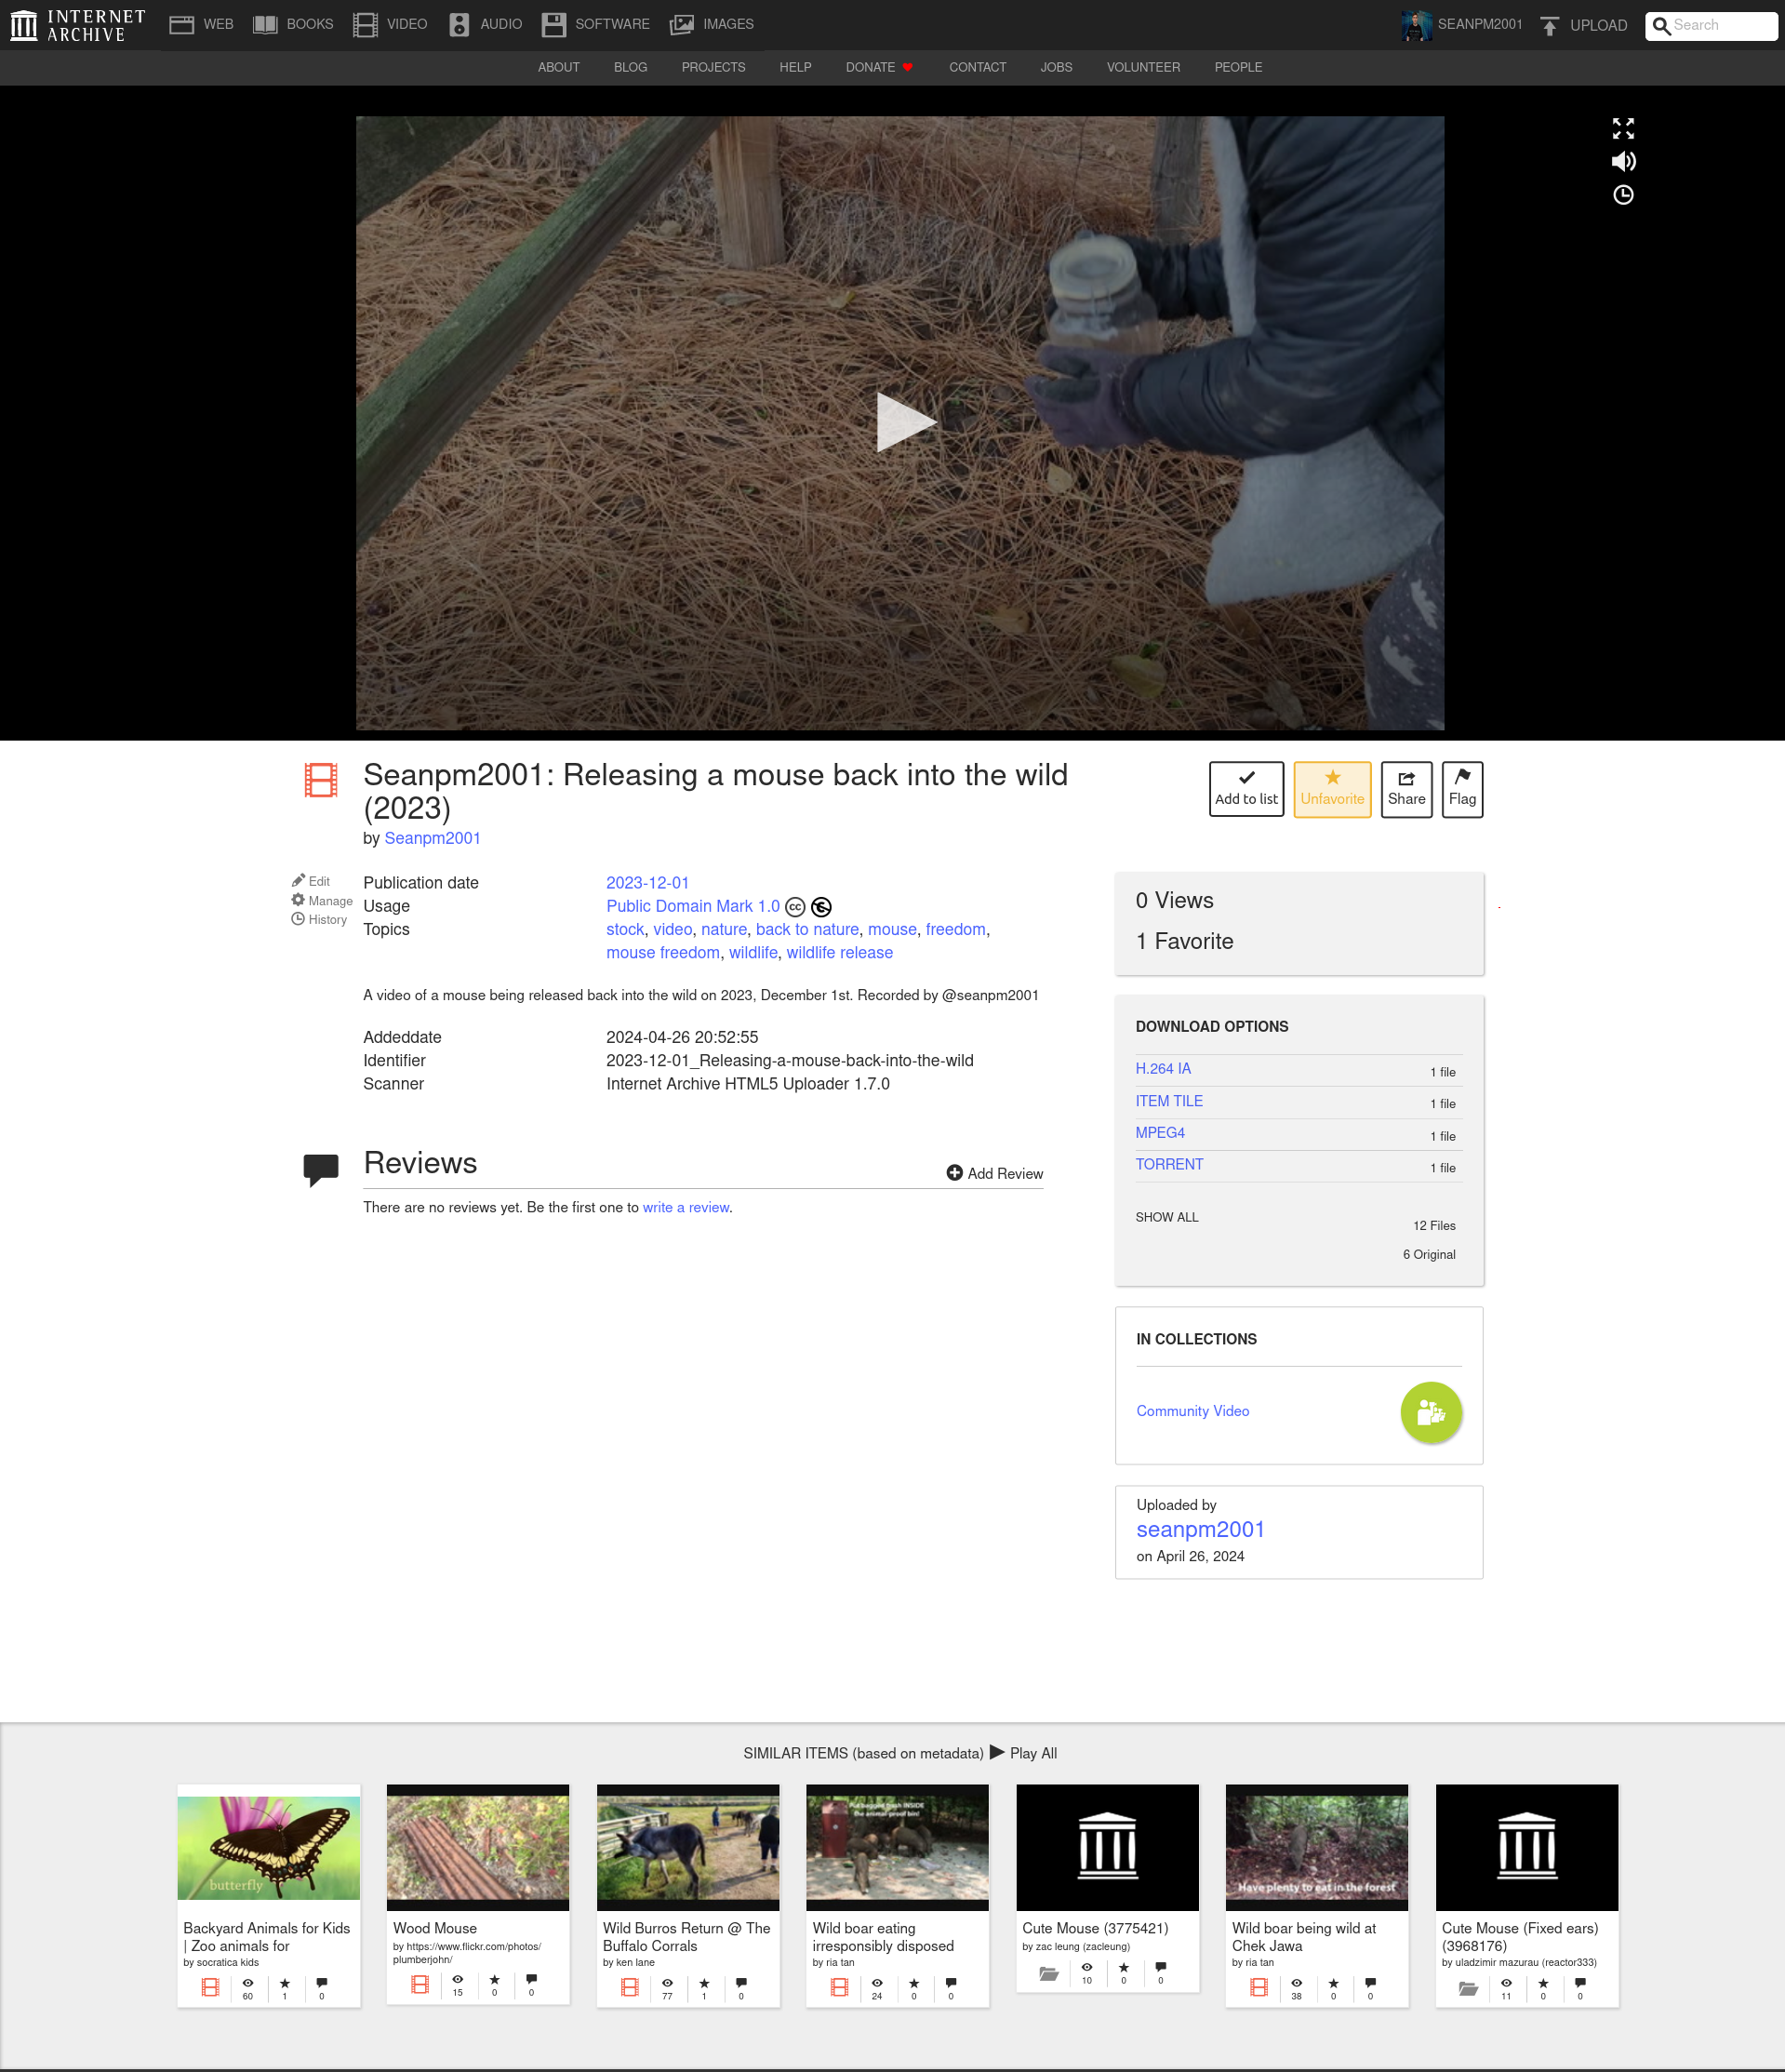 INTERNET ARCHIVE
WEB BOOKS VIDEO AUDIO SOFTWARE IMAGES SEANPM2001 UPLOAD Search
ABOUT BLOG PROJECTS HELP DONATE CONTACT JOBS VOLUNTEER PEOPLE
Seanpm2001: Releasing a mouse back into the wild
(2023)
by Seanpm2001
Add to list Unfavorite Share Flag
Edit
Manage
History
Publication date 2023-12-01
Usage Public Domain Mark 1.0
Topics stock, video, nature, back to nature, mouse, freedom,
mouse freedom, wildlife, wildlife release
A video of a mouse being released back into the wild on 2023, December 1st. Recorded by @seanpm2001
Addeddate 2024-04-26 20:52:55
Identifier 2023-12-01_Releasing-a-mouse-back-into-the-wild
Scanner Internet Archive HTML5 Uploader 1.7.0
Reviews
Add Review
There are no reviews yet. Be the first one to write a review.
0 Views
1 Favorite
DOWNLOAD OPTIONS
H.264 IA 1 file
ITEM TILE 1 file
MPEG4 1 file
TORRENT 1 file
SHOW ALL 12 Files
6 Original
IN COLLECTIONS
Community Video
Uploaded by
seanpm2001
on April 26, 2024
SIMILAR ITEMS (based on metadata) Play All
butterfly
Backyard Animals for Kids
| Zoo animals for
by socratica kids
60 1 0
Wood Mouse
by https://www.flickr.com/photos/
plumberjohn/
15 0 0
Wild Burros Return @ The
Buffalo Corrals
by ken lane
77 1 0
Put bagged trash INSIDE
the animal-proof bin!
Wild boar eating
irresponsibly disposed
by ria tan
24 0 0
Cute Mouse (3775421)
by zac leung (zacleung)
10 0 0
Have plenty to eat in the forest
Wild boar being wild at
Chek Jawa
by ria tan
38 0 0
Cute Mouse (Fixed ears)
(3968176)
by uladzimir mazurau (reactor333)
11 0 0